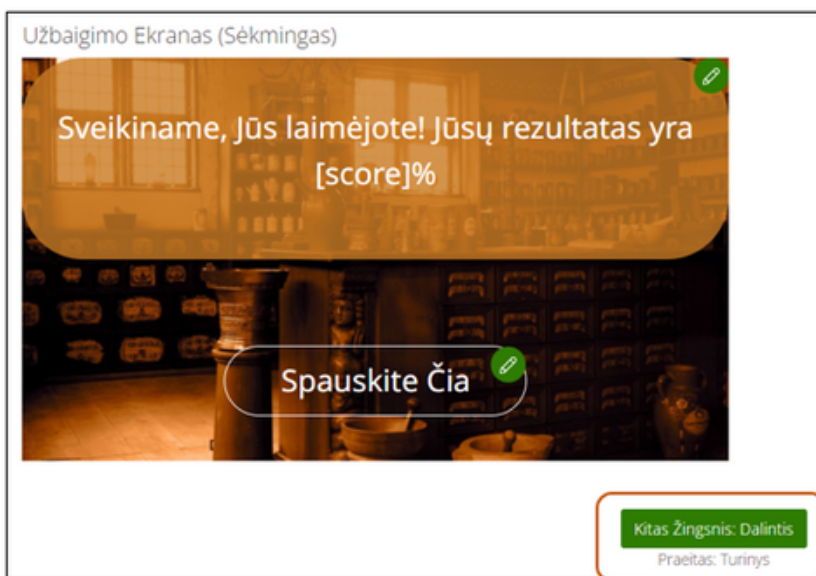 Užbaigimo Ekranas (Sėkmingas)
Sveikiname, Jūs laimėjote! Jūsų rezultatas yra
[score]%
Spauskite Čia
Kitas Žingsnis: Dalintis
Praeitas: Turinys